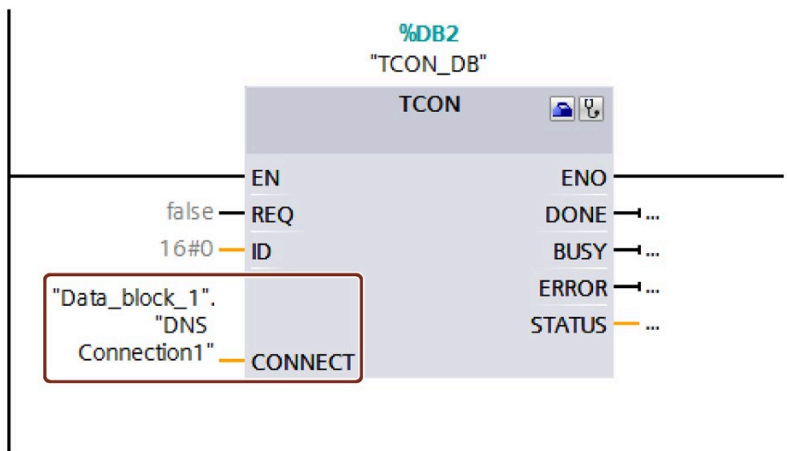 %DB2
"TCON_DB"
TCON
EN ENO
false REQ DONE ...
16#0 ID BUSY ...
ERROR ...
"Data_block_1".
"DNS STATUS ...
Connection1" CONNECT